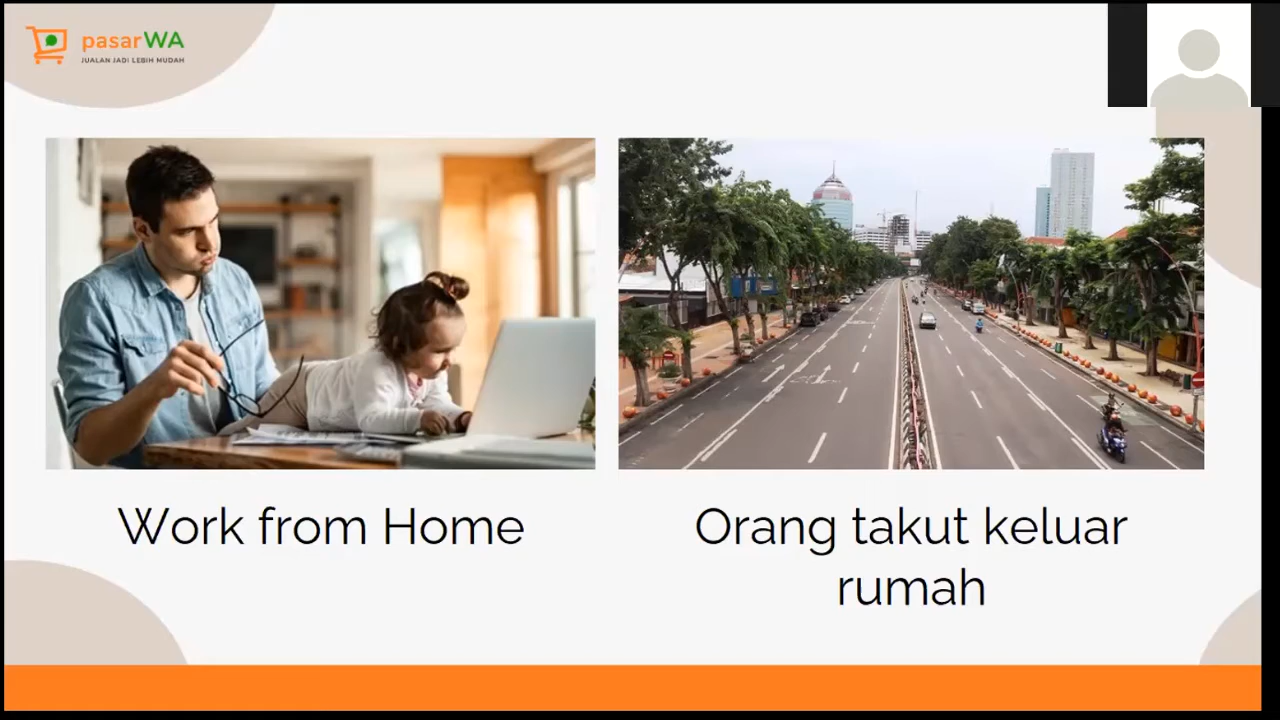 pasarWA
JUALAN JADI LEBIH MUDAH
Work from Home
Orang takut keluar
rumah